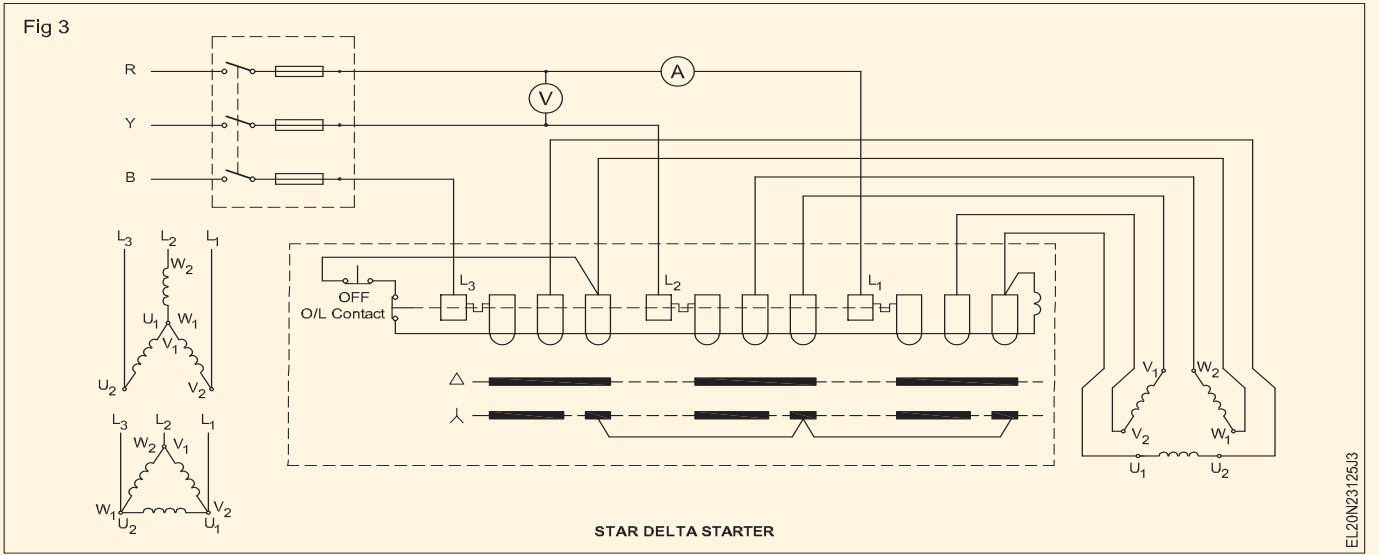 Fig 3
R
A
V
Y
B
L3 L2 L1
W2
U1 W1
V1
U2 V2
L3 L2 L1
W2 V1
W1 V2
U2 U1
OFF
O/L Contact
L3
L2
L1
V1 W2
V2 W1
U1 U2
STAR DELTA STARTER
EL20N23125J3